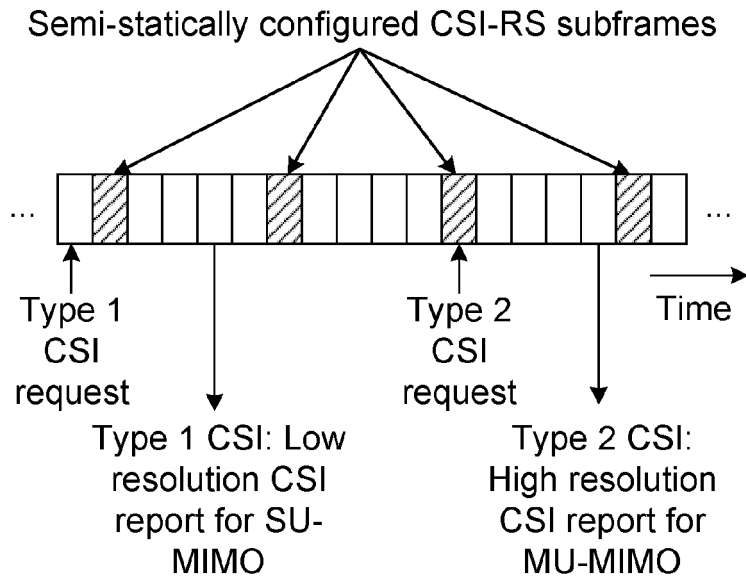 Semi-statically configured CSI-RS subframes
...
...
Type 1
CSI
request
Type 2
CSI
request
Time
Type 1 CSI: Low
resolution CSI
report for SU-
MIMO
Type 2 CSI:
High resolution
CSI report for
MU-MIMO